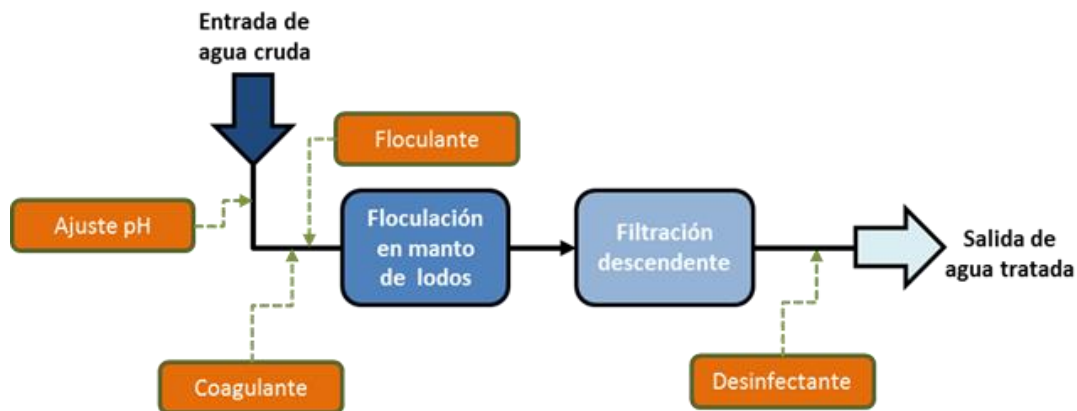 Entrada de
agua cruda
Floculante
Ajuste pH
Floculación
en manto
de lodos
Filtración
descendente
Salida de
agua tratada
Coagulante
Desinfectante